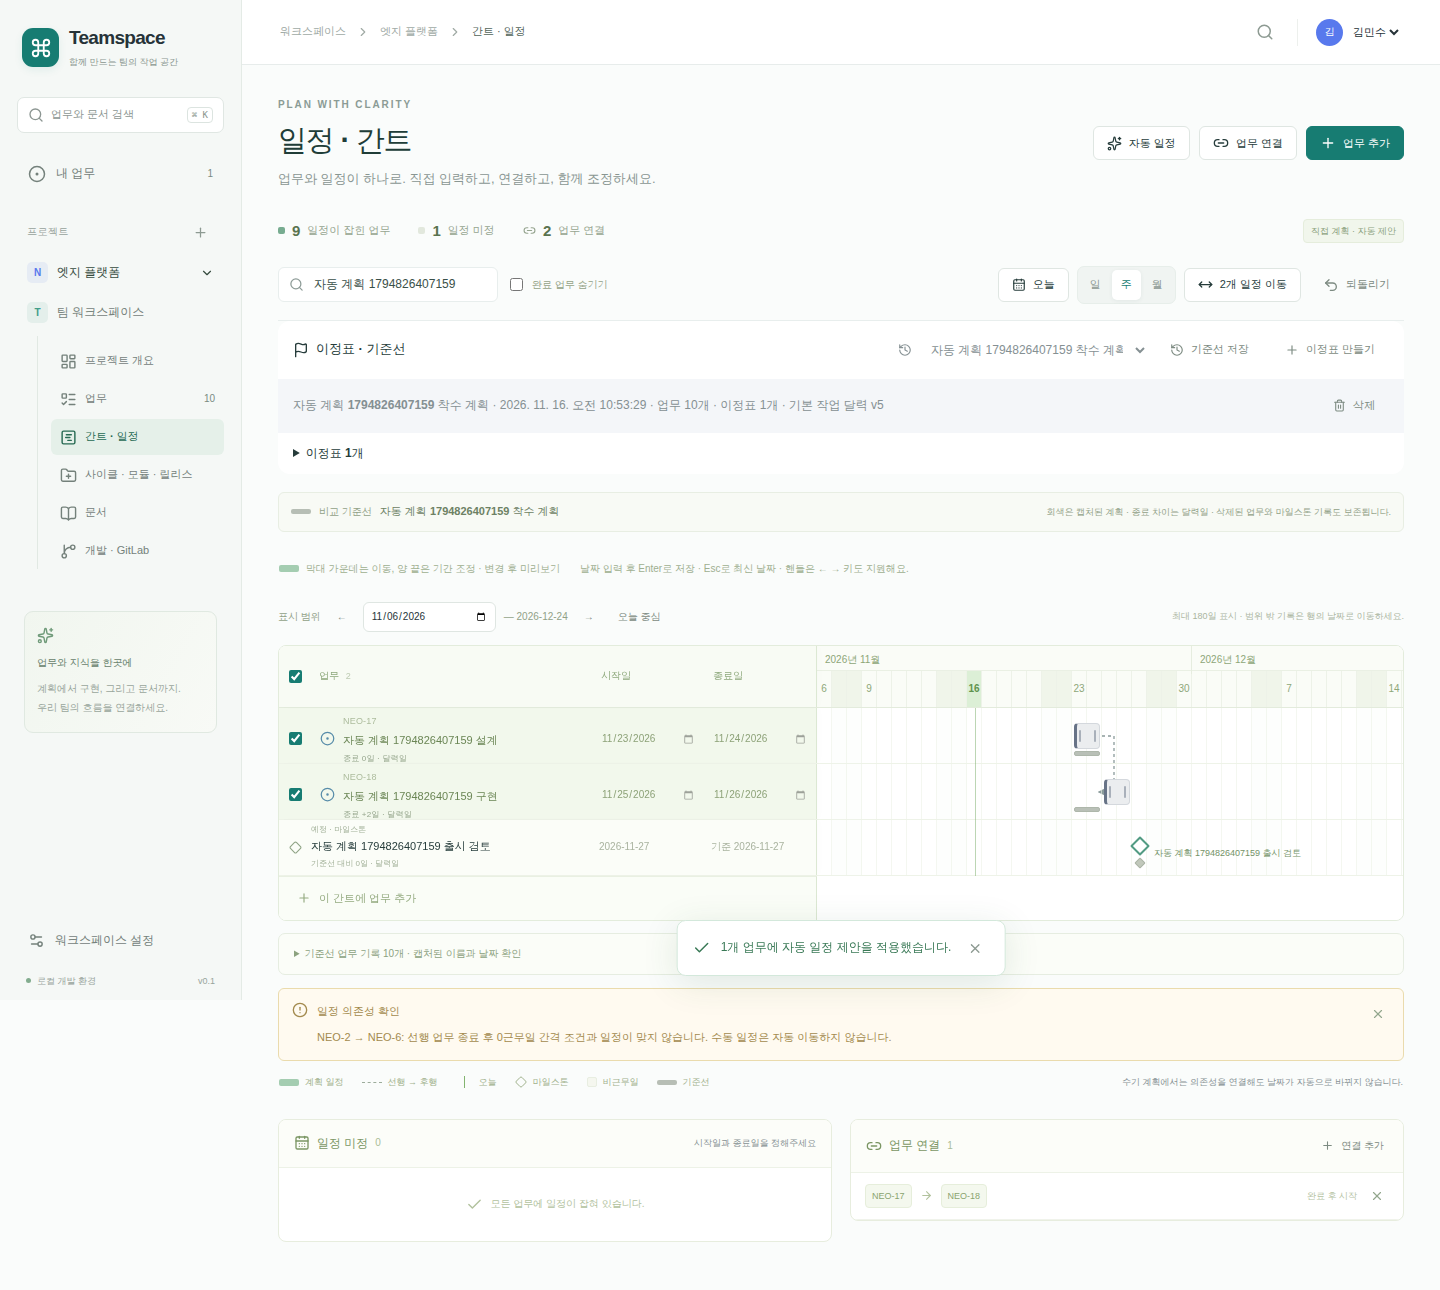 Teamspace
함께 만드는 팀의 작업 공간
업무와 문서 검색
⌘ K
내 업무
1
프로젝트
N 엣지 플랫폼
T 팀 워크스페이스
프로젝트 개요
업무
10
간트 · 일정
사이클 · 모듈 · 릴리스
문서
개발 · GitLab
업무와 지식을 한곳에
계획에서 구현, 그리고 문서까지.
우리 팀의 흐름을 연결하세요.
워크스페이스 설정
로컬 개발 환경
v0.1
워크스페이스 > 엣지 플랫폼 > 간트 · 일정
김 김민수
PLAN WITH CLARITY
일정 · 간트
업무와 일정이 하나로. 직접 입력하고, 연결하고, 함께 조정하세요.
자동 일정
업무 연결
업무 추가
9 일정이 잡힌 업무
1 일정 미정
2 업무 연결
직접 계획 · 자동 제안
자동 계획 1794826407159
완료 업무 숨기기
오늘
일 주 월
2개 일정 이동
되돌리기
이정표 · 기준선
자동 계획 1794826407159 착수 계획
기준선 저장
이정표 만들기
자동 계획 1794826407159 착수 계획 · 2026. 11. 16. 오전 10:53:29 · 업무 10개 · 이정표 1개 · 기본 작업 달력 v5
삭제
이정표 1개
비교 기준선 자동 계획 1794826407159 착수 계획
회색은 캡처된 계획 · 종료 차이는 달력일 · 삭제된 업무와 마일스톤 기록도 보존됩니다.
막대 가운데는 이동, 양 끝은 기간 조정 · 변경 후 미리보기
날짜 입력 후 Enter로 저장 · Esc로 최신 날짜 · 핸들은 ← → 키도 지원해요.
표시 범위 ← 11/06/2026 — 2026-12-24 → 오늘 중심
최대 180일 표시 · 범위 밖 기록은 행의 날짜로 이동하세요.
업무 2 시작일 종료일
2026년 11월 2026년 12월
6 9 16 23 30 7 14
NEO-17
자동 계획 1794826407159 설계 11/23/2026 11/24/2026
종료 0일 · 달력일
NEO-18
자동 계획 1794826407159 구현 11/25/2026 11/26/2026
종료 +2일 · 달력일
예정 · 마일스톤
자동 계획 1794826407159 출시 검토 2026-11-27 기준 2026-11-27
기준선 대비 0일 · 달력일
자동 계획 1794826407159 출시 검토
이 간트에 업무 추가
기준선 업무 기록 10개 · 캡처된 이름과 날짜 확인
1개 업무에 자동 일정 제안을 적용했습니다.
일정 의존성 확인
NEO-2 → NEO-6: 선행 업무 종료 후 0근무일 간격 조건과 일정이 맞지 않습니다. 수동 일정은 자동 이동하지 않습니다.
계획 일정 선행 → 후행 오늘 마일스톤 비근무일 기준선
수기 계획에서는 의존성을 연결해도 날짜가 자동으로 바뀌지 않습니다.
일정 미정 0
시작일과 종료일을 정해주세요
모든 업무에 일정이 잡혀 있습니다.
업무 연결 1
연결 추가
NEO-17 → NEO-18
완료 후 시작